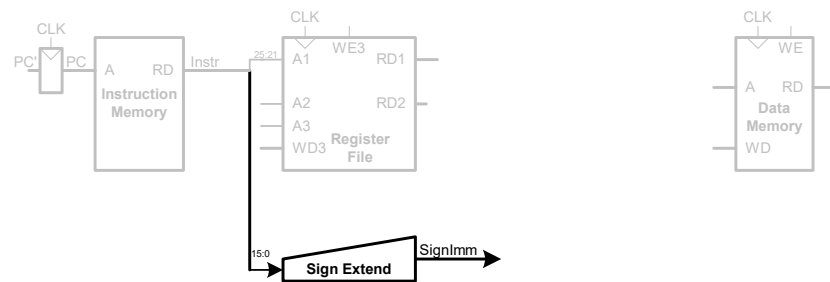 CLK
CLK
CLK
PC'
PC
A
RD
Instr
25:21
A1
WE3
RD1
WE
Instruction
Memory
A2
RD2
A
RD
A3
Data
Memory
WD3
Register
File
WD
15:0
Sign Extend
SignImm